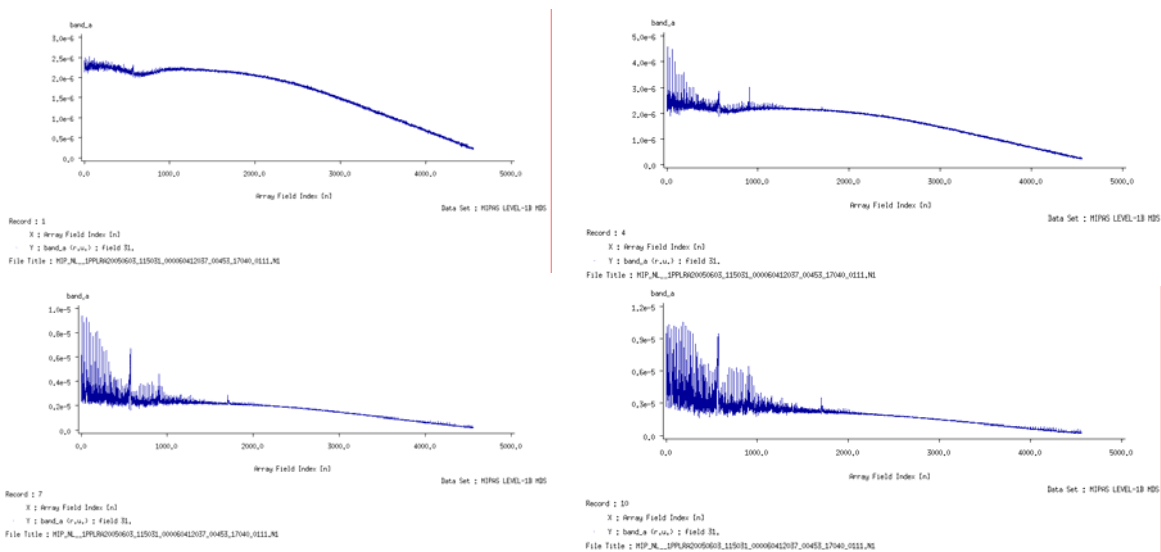 band_a
3.0e-6
2.5e-6
2.0e-6
1.5e-6
1.0e-6
0.5e-6
0.0
0.0 1000.0 2000.0 3000.0 4000.0 5000.0
Array Field Index [n]
Data Set : MIPAS LEVEL-1B MDS
Record : 1
X : Array Field Index [n]
Y : band_a (r.u.) : field 31.
File Title : MIP_NL__1PPLRA20050603_115031_000060412037_00453_17040_0111.N1
band_a
5.0e-6
4.0e-6
3.0e-6
2.0e-6
1.0e-6
0.0
0.0 1000.0 2000.0 3000.0 4000.0 5000.0
Array Field Index [n]
Data Set : MIPAS LEVEL-1B MDS
Record : 4
X : Array Field Index [n]
Y : band_a (r.u.) : field 31.
File Title : MIP_NL__1PPLRA20050603_115031_000060412037_00453_17040_0111.N1
band_a
1.0e-5
0.8e-5
0.6e-5
0.4e-5
0.2e-5
0.0
0.0 1000.0 2000.0 3000.0 4000.0 5000.0
Array Field Index [n]
Data Set : MIPAS LEVEL-1B MDS
Record : 7
X : Array Field Index [n]
Y : band_a (r.u.) : field 31.
File Title : MIP_NL__1PPLRA20050603_115031_000060412037_00453_17040_0111.N1
band_a
1.2e-5
0.9e-5
0.6e-5
0.3e-5
0.0
0.0 1000.0 2000.0 3000.0 4000.0 5000.0
Array Field Index [n]
Data Set : MIPAS LEVEL-1B MDS
Record : 10
X : Array Field Index [n]
Y : band_a (r.u.) : field 31.
File Title : MIP_NL__1PPLRA20050603_115031_000060412037_00453_17040_0111.N1